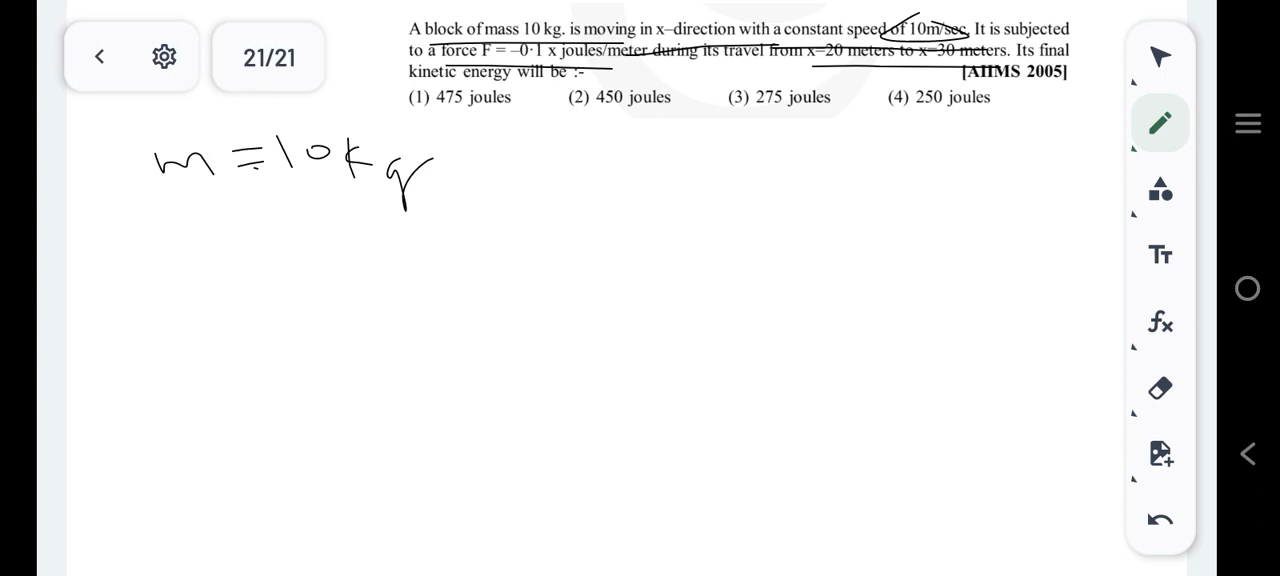 21/21
A block of mass 10 kg. is moving in x–direction with a constant speed of 10m/sec. It is subjected
to a force F = –0·1 x joules/meter during its travel from x=20 meters to x=30 meters. Its final
kinetic energy will be :- [AIIMS 2005]
(1) 475 joules (2) 450 joules (3) 275 joules (4) 250 joules
m = 10 kg
TT
fx